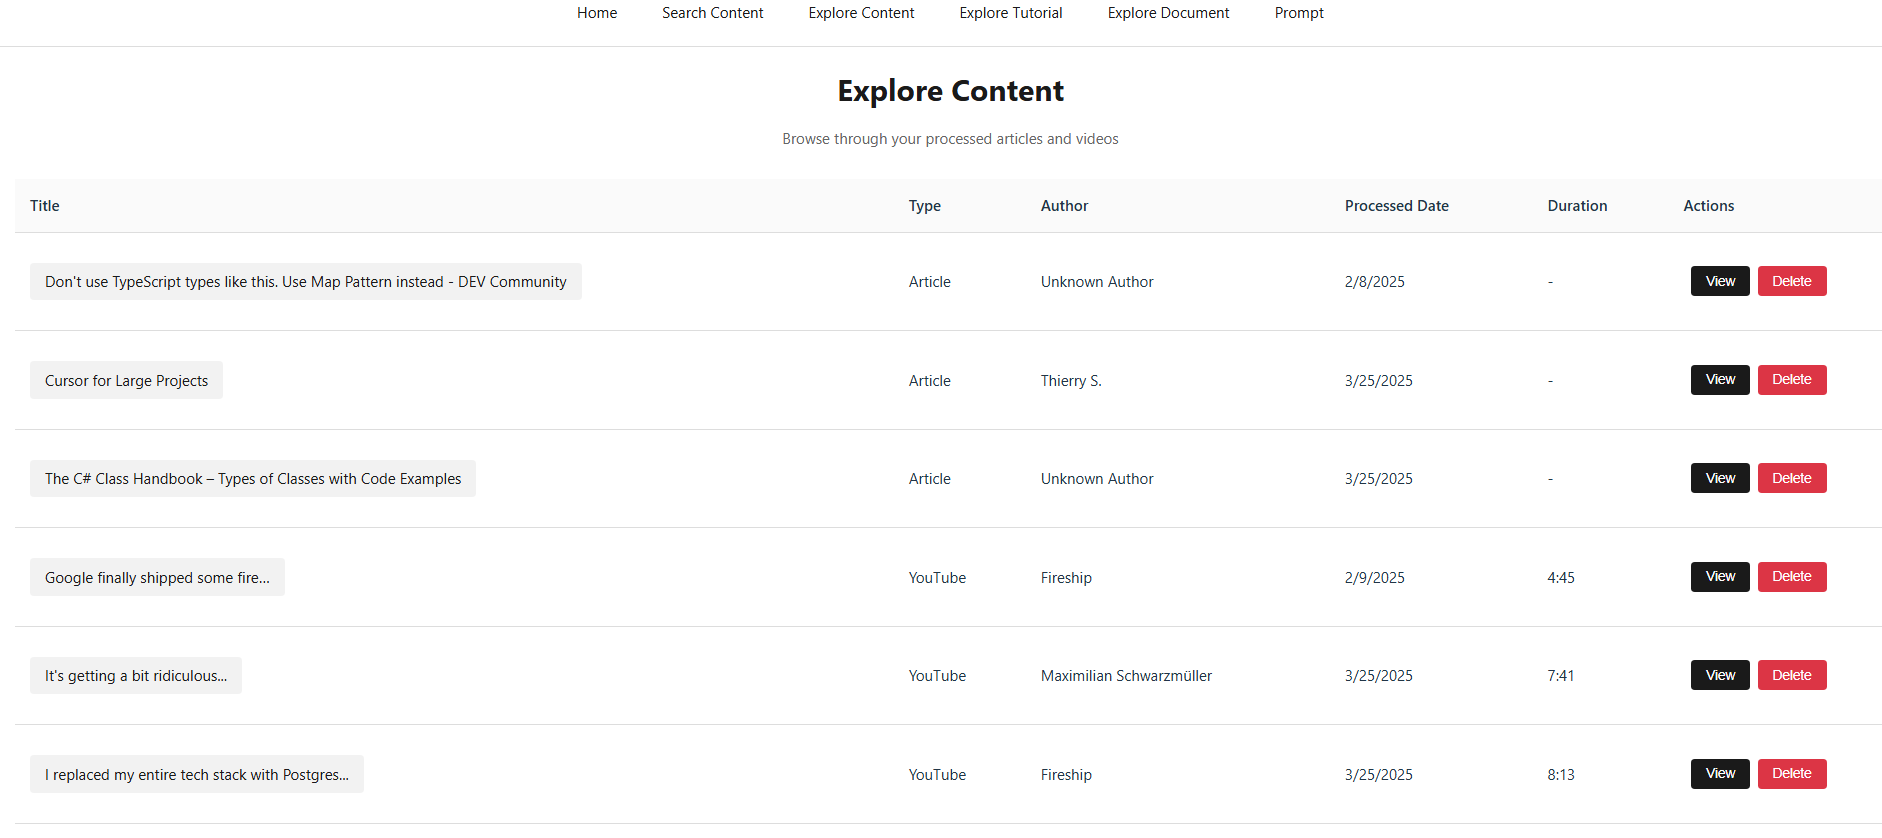 Home Search Content Explore Content Explore Tutorial Explore Document Prompt
Explore Content
Browse through your processed articles and videos
Title Type Author Processed Date Duration Actions
Don't use TypeScript types like this. Use Map Pattern instead - DEV Community Article Unknown Author 2/8/2025 - View Delete
Cursor for Large Projects Article Thierry S. 3/25/2025 - View Delete
The C# Class Handbook – Types of Classes with Code Examples Article Unknown Author 3/25/2025 - View Delete
Google finally shipped some fire... YouTube Fireship 2/9/2025 4:45 View Delete
It's getting a bit ridiculous... YouTube Maximilian Schwarzmüller 3/25/2025 7:41 View Delete
I replaced my entire tech stack with Postgres... YouTube Fireship 3/25/2025 8:13 View Delete